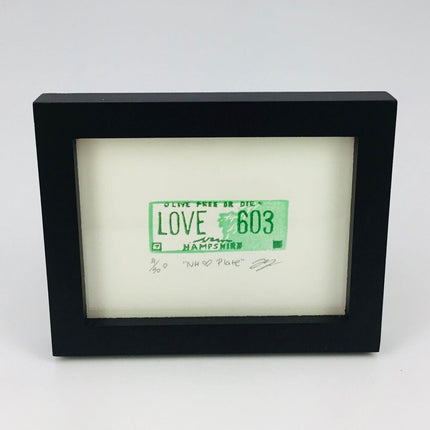 LIVE FREE OR DIE
LOVE 603
NEW
HAMPSHIRE
"NH ♡ Plate"